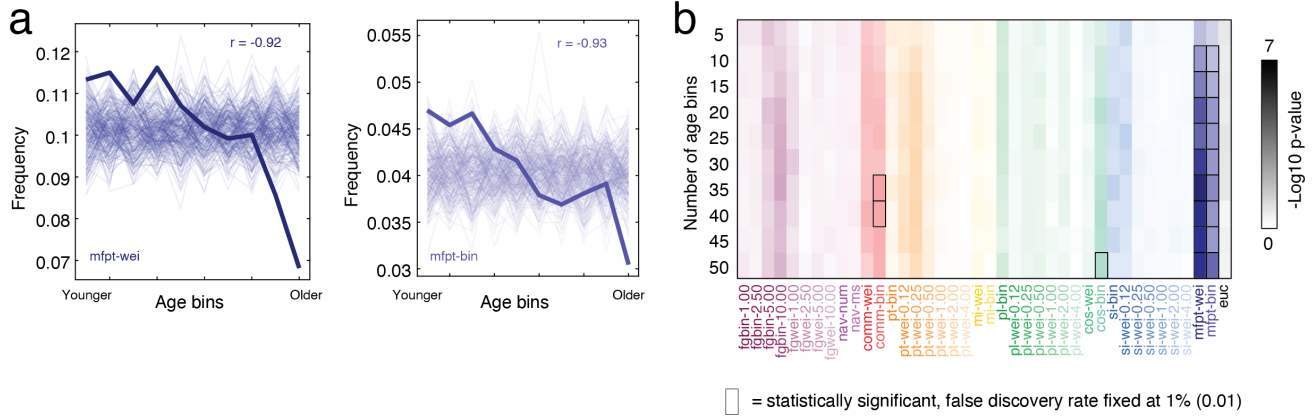 a
r = -0.92
0.12
0.11
0.1
0.09
0.08
0.07
Frequency
mfpt-wei
Younger
Age bins
Older
r = -0.93
0.055
0.05
0.045
0.04
0.035
0.03
Frequency
mfpt-bin
Younger
Age bins
Older
b
Number of age bins
5
10
15
20
25
30
35
40
45
50
fgbin-1.00
fgbin-2.50
fgbin-5.00
fgbin-10.00
fgwei-1.00
fgwei-2.50
fgwei-5.00
fgwei-10.00
nav-num
nav-ms
comm-wei
comm-bin
pt-bin
pt-wei-0.12
pt-wei-0.25
pt-wei-0.50
pt-wei-1.00
pt-wei-2.00
pt-wei-4.00
mi-wei
mi-bin
pl-bin
pl-wei-0.12
pl-wei-0.25
pl-wei-0.50
pl-wei-1.00
pl-wei-2.00
pl-wei-4.00
cos-wei
cos-bin
si-bin
si-wei-0.12
si-wei-0.25
si-wei-0.50
si-wei-1.00
si-wei-2.00
si-wei-4.00
mfpt-wei
mfpt-bin
euc
7
0
-Log10 p-value
= statistically significant, false discovery rate fixed at 1% (0.01)